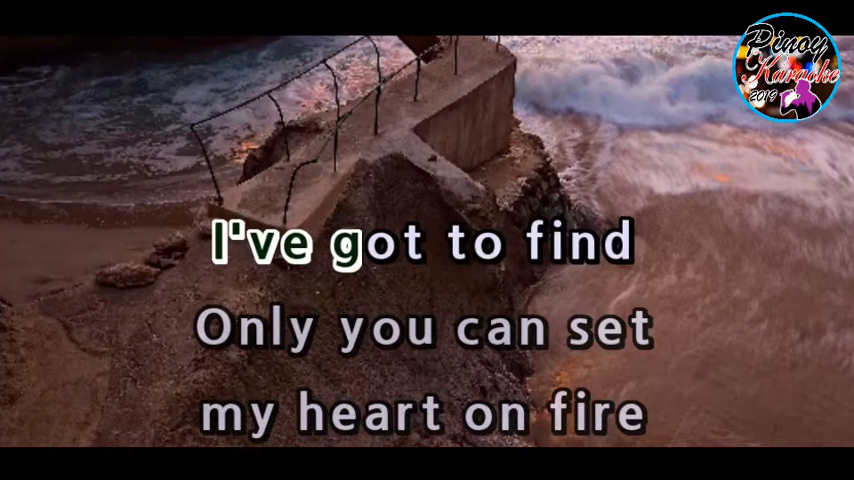 Pinoy
Karaoke
2019
I've got to find
Only you can set
my heart on fire